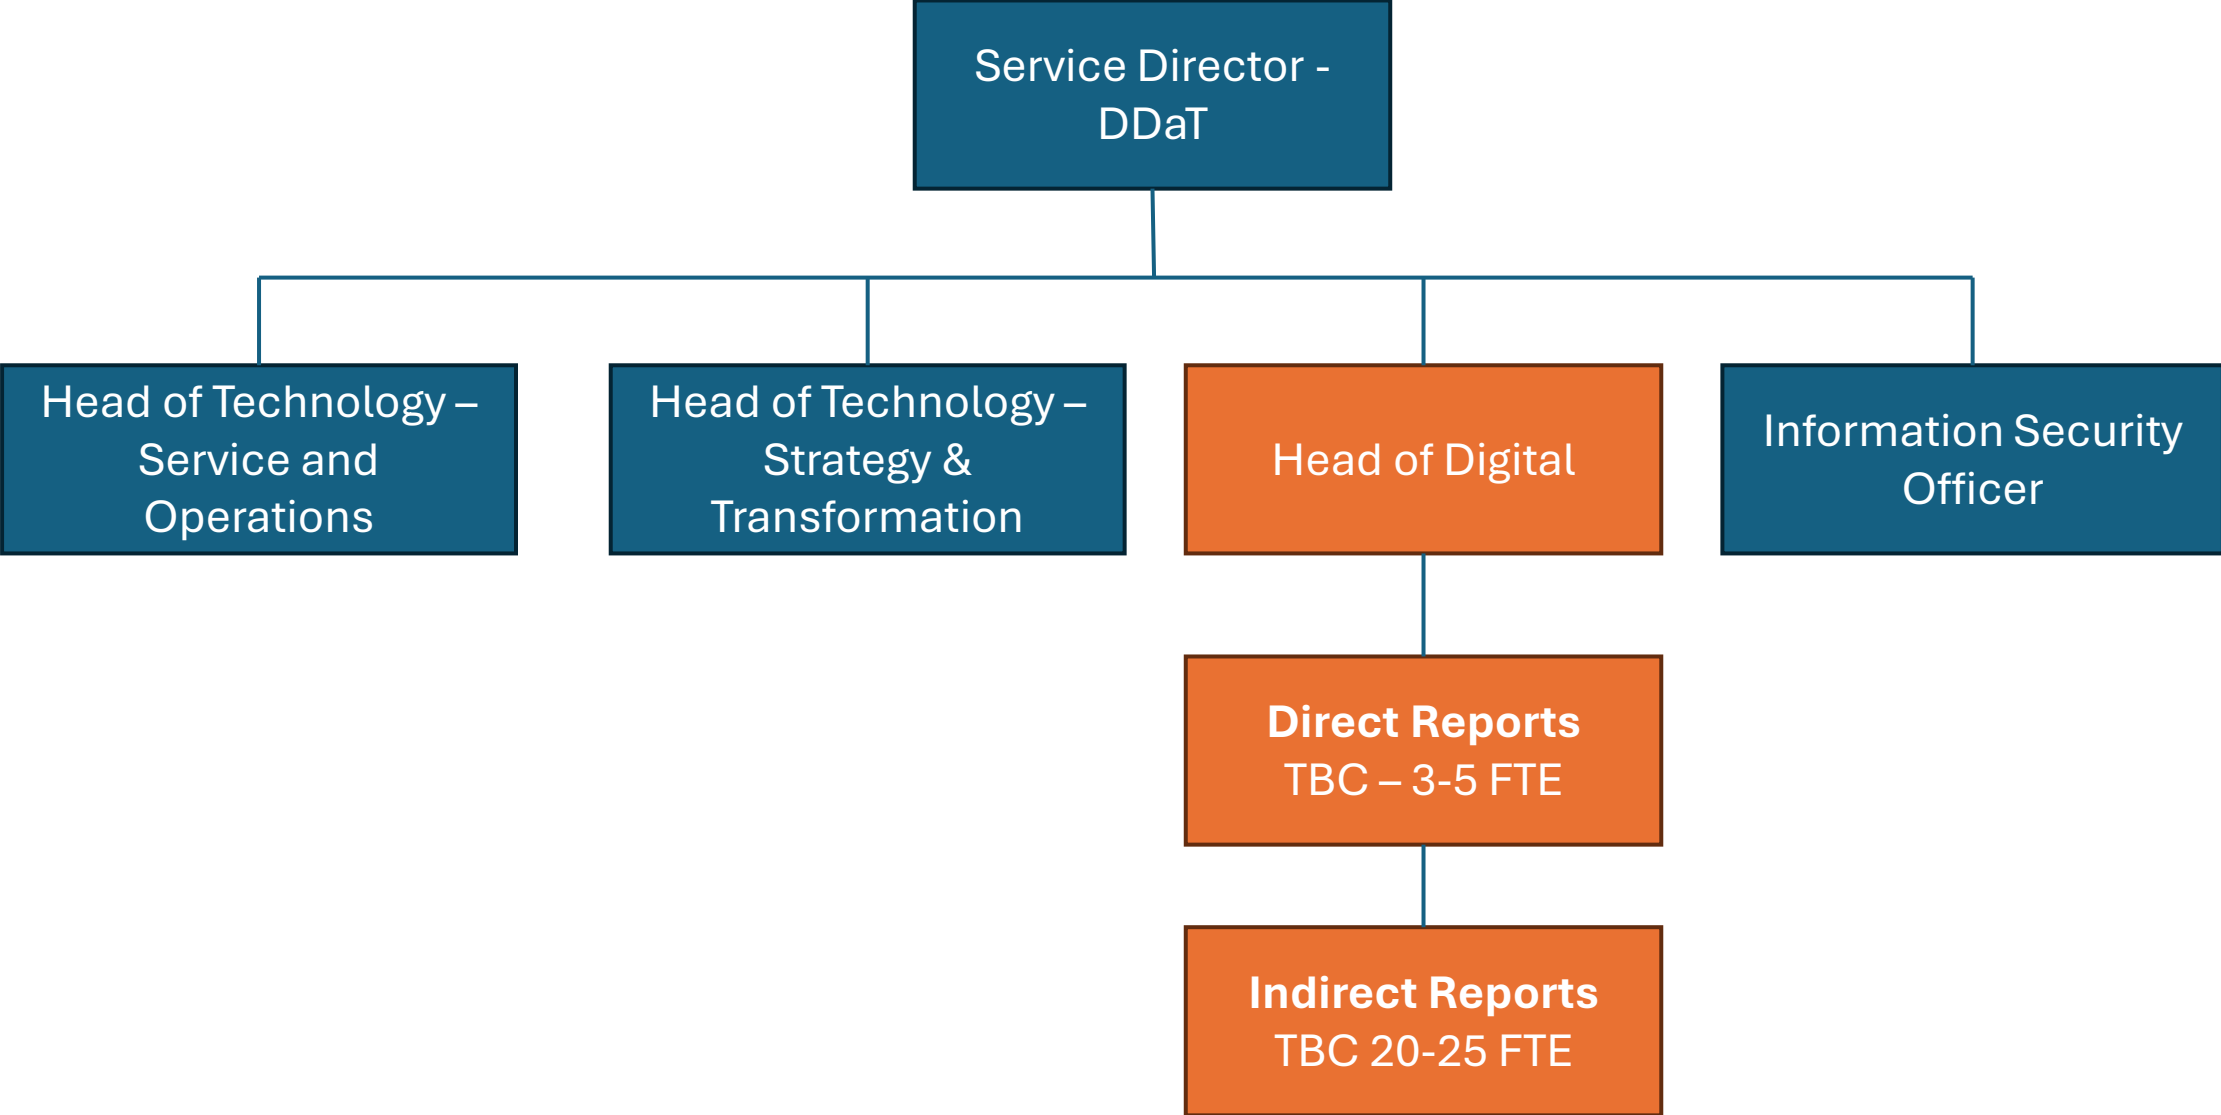 Service Director -
DDaT
Head of Technology –
Service and
Operations
Head of Technology –
Strategy &
Transformation
Head of Digital
Information Security
Officer
Direct Reports
TBC – 3-5 FTE
Indirect Reports
TBC 20-25 FTE